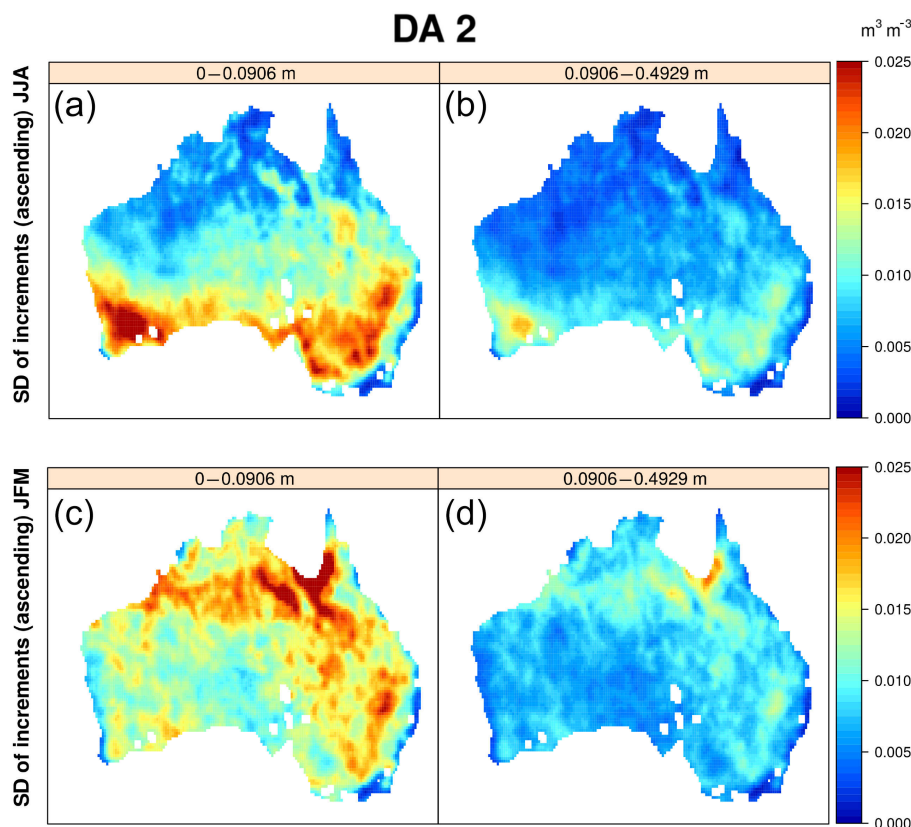 DA 2
m³ m⁻³
0−0.0906 m
0.0906−0.4929 m
(a)
(b)
SD of increments (ascending) JJA
0.025
0.020
0.015
0.010
0.005
0.000
0−0.0906 m
0.0906−0.4929 m
(c)
(d)
SD of increments (ascending) JFM
0.025
0.020
0.015
0.010
0.005
0.000